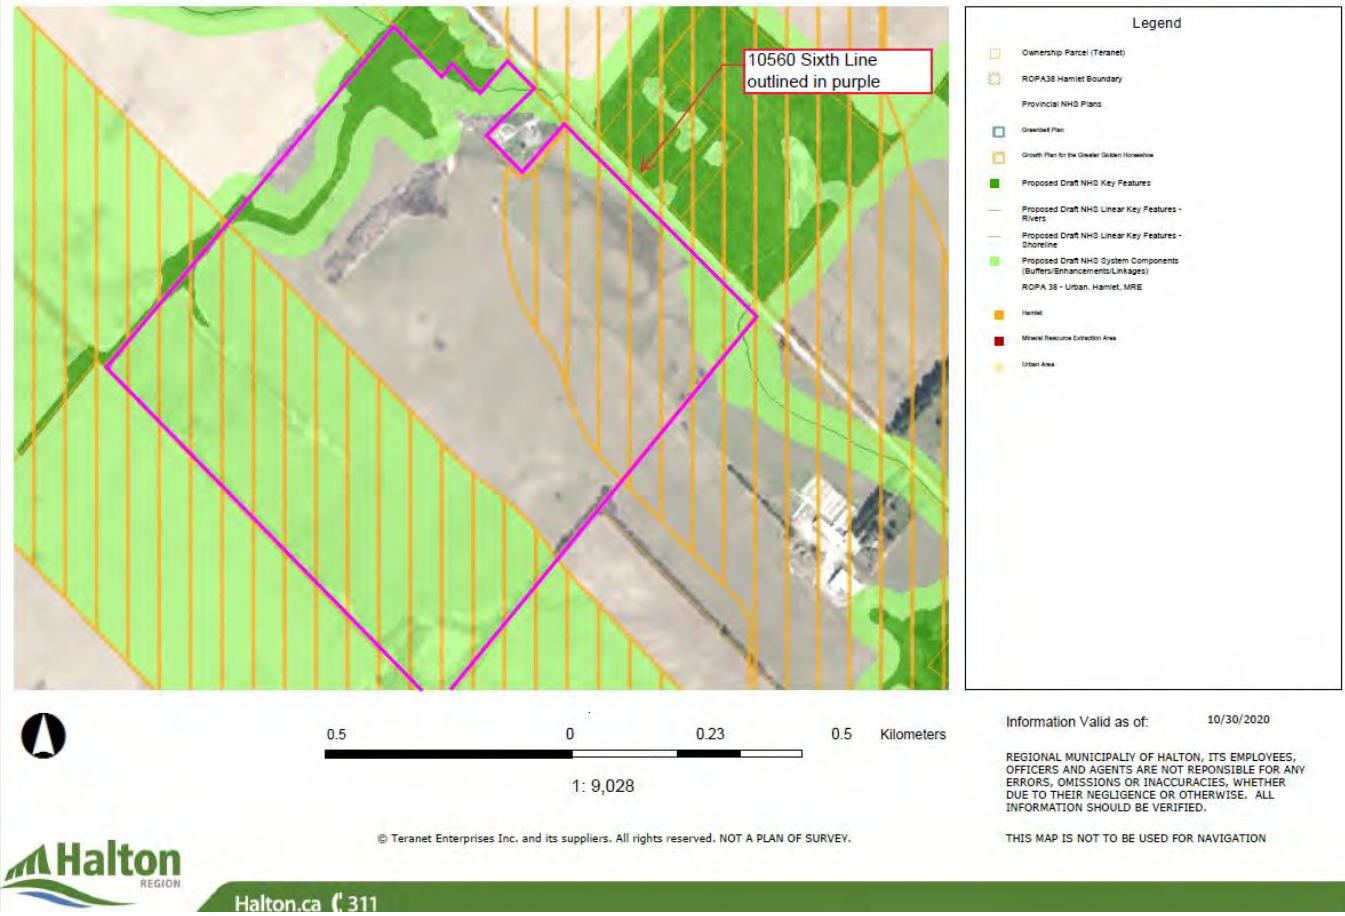 10560 Sixth Line
outlined in purple
Legend
Ownership Parcel (Teranet)
ROPA38 Hamlet Boundary
Provincial NHS Plans
Greenbelt Plan
Growth Plan for the Greater Golden Horseshoe
Proposed Draft NHS Key Features
Proposed Draft NHS Linear Key Features -
Rivers
Proposed Draft NHS Linear Key Features -
Shoreline
Proposed Draft NHS System Components
(Buffers/Enhancements/Linkages)
ROPA 38 - Urban, Hamlet, MRE
Hamlet
Mineral Resource Extraction Area
Urban Area
0.5 0 0.23 0.5 Kilometers
1: 9,028
© Teranet Enterprises Inc. and its suppliers. All rights reserved. NOT A PLAN OF SURVEY.
Information Valid as of: 10/30/2020
REGIONAL MUNICIPALIY OF HALTON, ITS EMPLOYEES,
OFFICERS AND AGENTS ARE NOT REPONSIBLE FOR ANY
ERRORS, OMISSIONS OR INACCURACIES, WHETHER
DUE TO THEIR NEGLIGENCE OR OTHERWISE. ALL
INFORMATION SHOULD BE VERIFIED.
THIS MAP IS NOT TO BE USED FOR NAVIGATION
Halton
REGION
Halton.ca 311